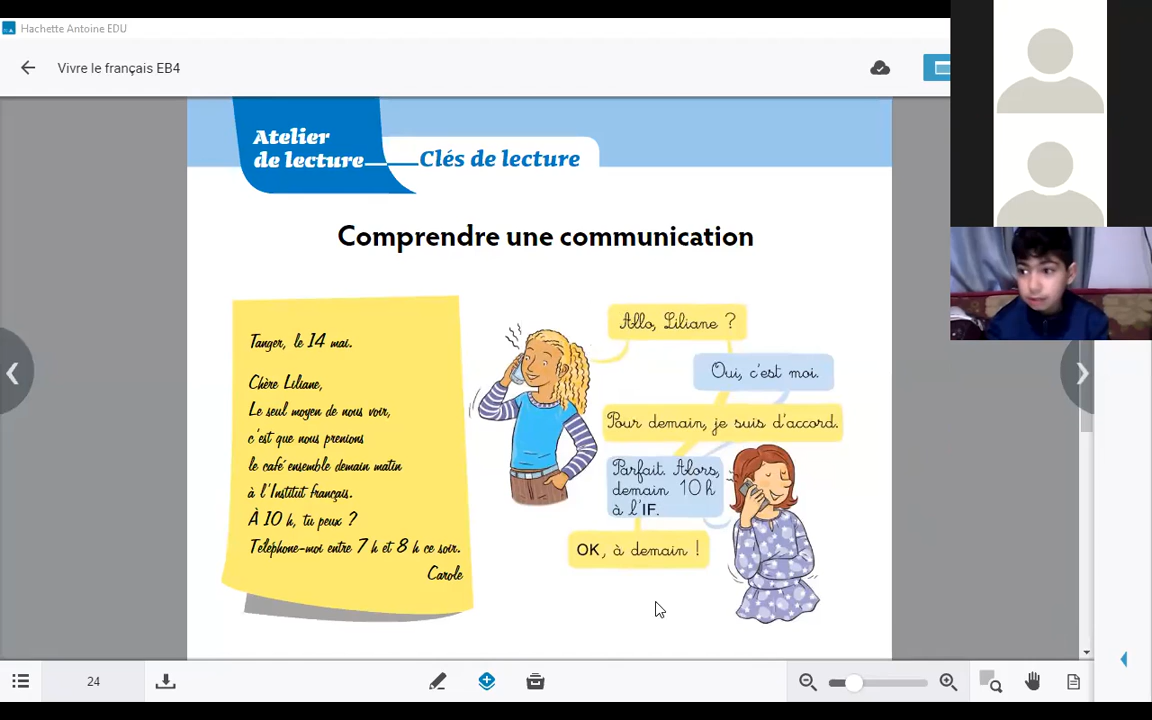 Hachette Antoine EDU
Vivre le français EB4
Atelier
de lecture
Clés de lecture
Comprendre une communication
Tanger, le 14 mai.
Chère Liliane,
Le seul moyen de nous voir,
c'est que nous prenions
le café ensemble demain matin
à l'Institut français.
À 10 h, tu peux ?
Téléphone-moi entre 7 h et 8 h ce soir.
Carole
Allo, Liliane ?
Oui, c'est moi.
Pour demain, je suis d'accord.
Parfait. Alors,
demain 10 h
à l'IF.
OK, à demain !
24